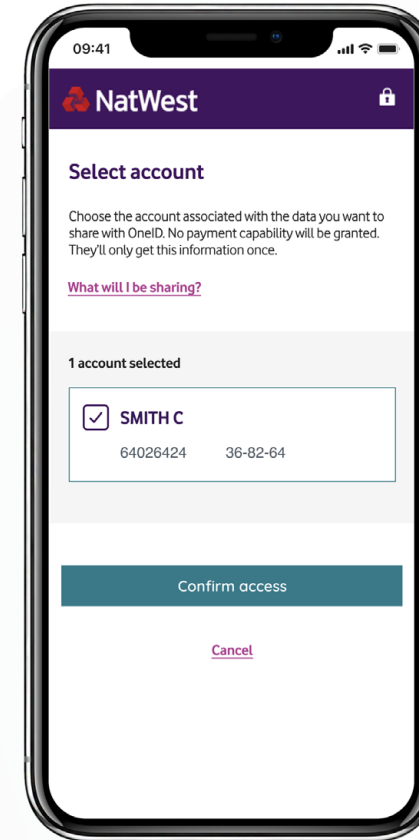 09:41
NatWest
Select account
Choose the account associated with the data you want to
share with OneID. No payment capability will be granted.
They'll only get this information once.
What will I be sharing?
1 account selected
SMITH C
64026424 36-82-64
Confirm access
Cancel